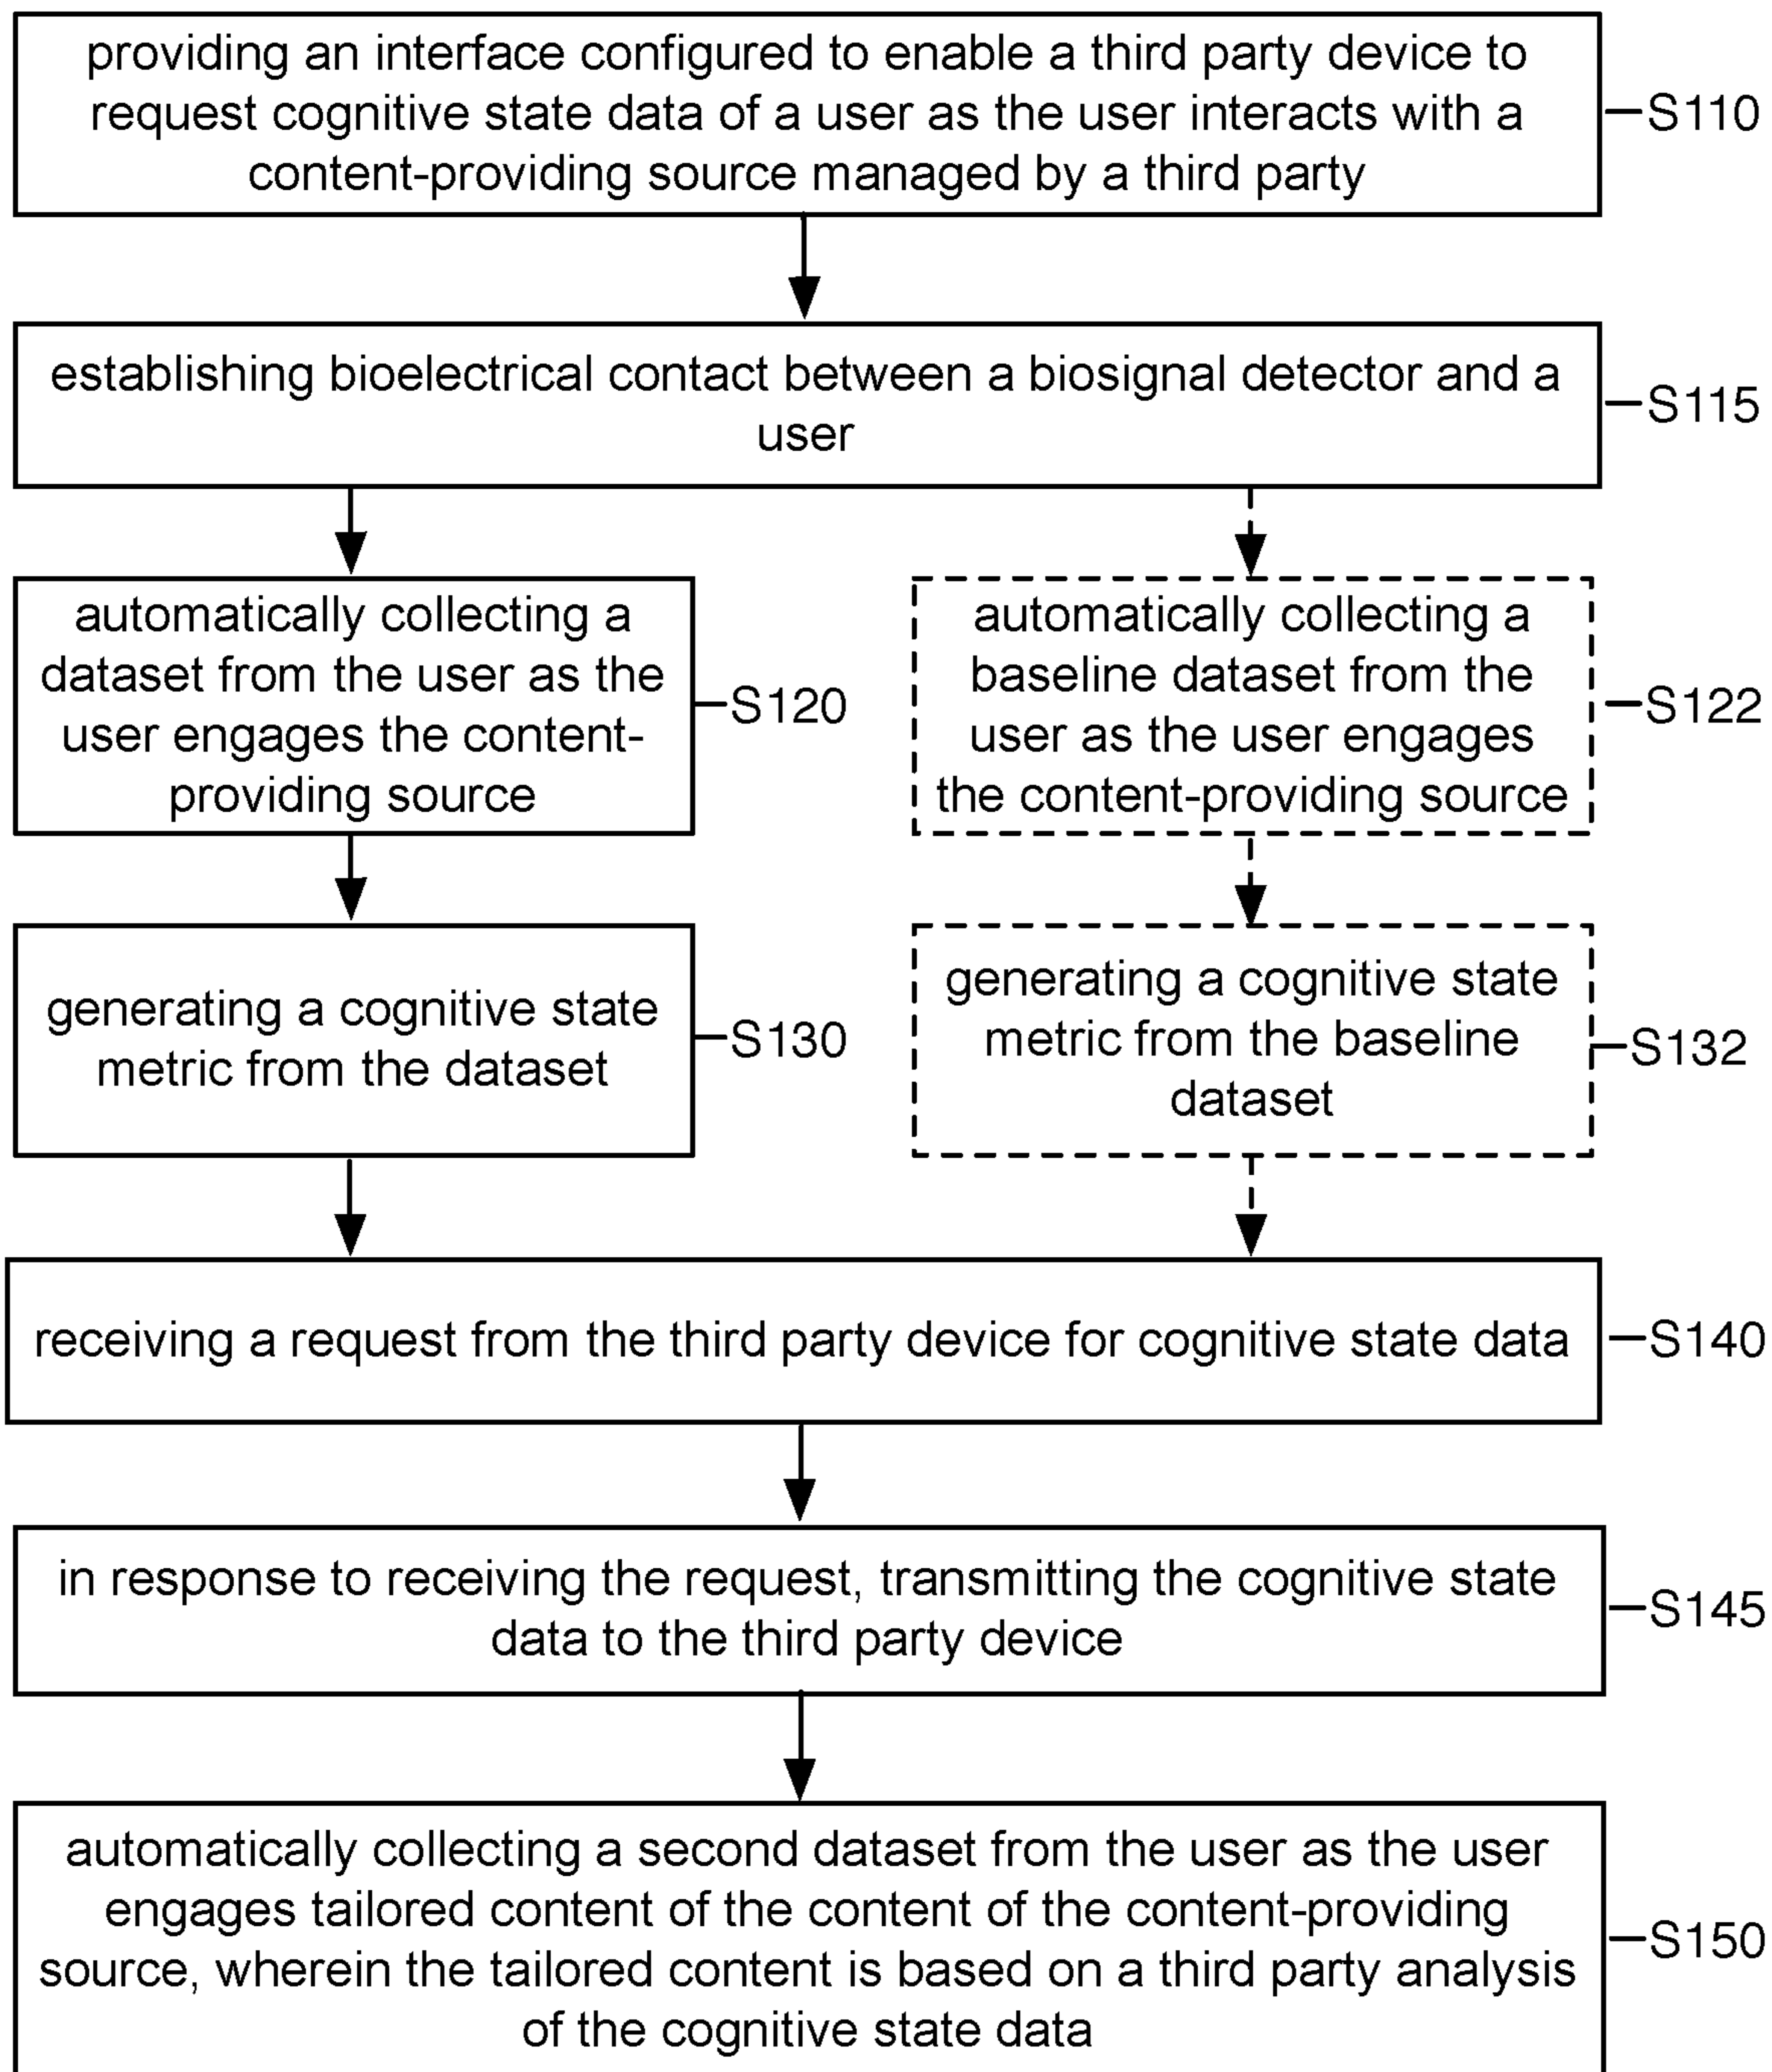 providing an interface configured to enable a third party device to
request cognitive state data of a user as the user interacts with a
content-providing source managed by a third party
S110
establishing bioelectrical contact between a biosignal detector and a
user
S115
automatically collecting a
dataset from the user as the
user engages the content-
providing source
S120
automatically collecting a
baseline dataset from the
user as the user engages
the content-providing source
S122
generating a cognitive state
metric from the dataset
S130
generating a cognitive state
metric from the baseline
dataset
S132
receiving a request from the third party device for cognitive state data
S140
in response to receiving the request, transmitting the cognitive state
data to the third party device
S145
automatically collecting a second dataset from the user as the user
engages tailored content of the content of the content-providing
source, wherein the tailored content is based on a third party analysis
of the cognitive state data
S150